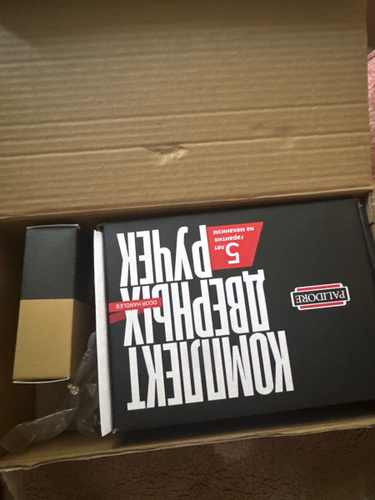 КОМПЛЕКТ
ДВЕРНЫХ
DOOR HANDLES
РУЧЕК
5 лет
гарантия
на механизм
PALIDORE